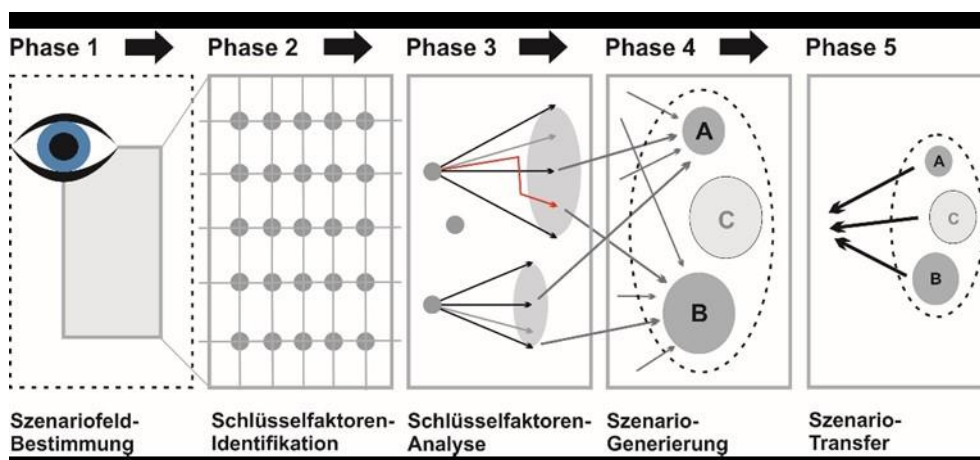 Phase 1
Phase 2
Phase 3
Phase 4
Phase 5
A
C
B
A
C
B
Szenariofeld-
Bestimmung
Schlüsselfaktoren-
Identifikation
Schlüsselfaktoren-
Analyse
Szenario-
Generierung
Szenario-
Transfer